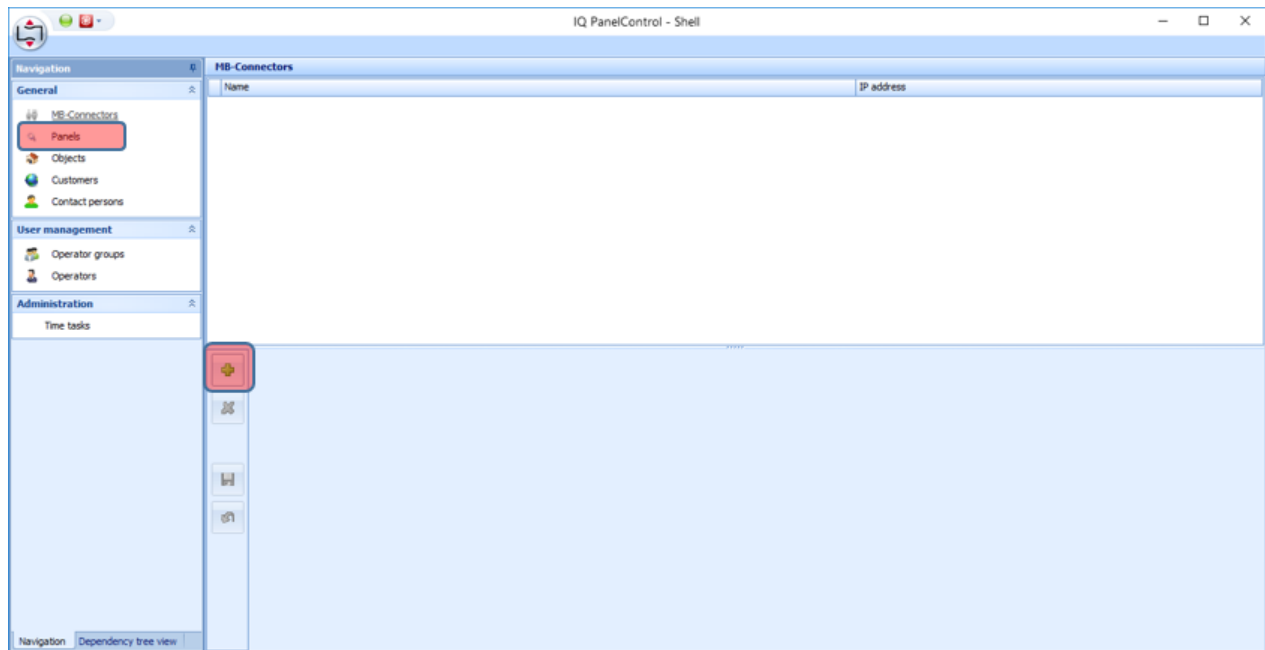 IQ PanelControl - Shell
Navigation
General
MB-Connectors
Panels
Objects
Customers
Contact persons
User management
Operator groups
Operators
Administration
Time tasks
Navigation Dependency tree view
MB-Connectors
Name IP address